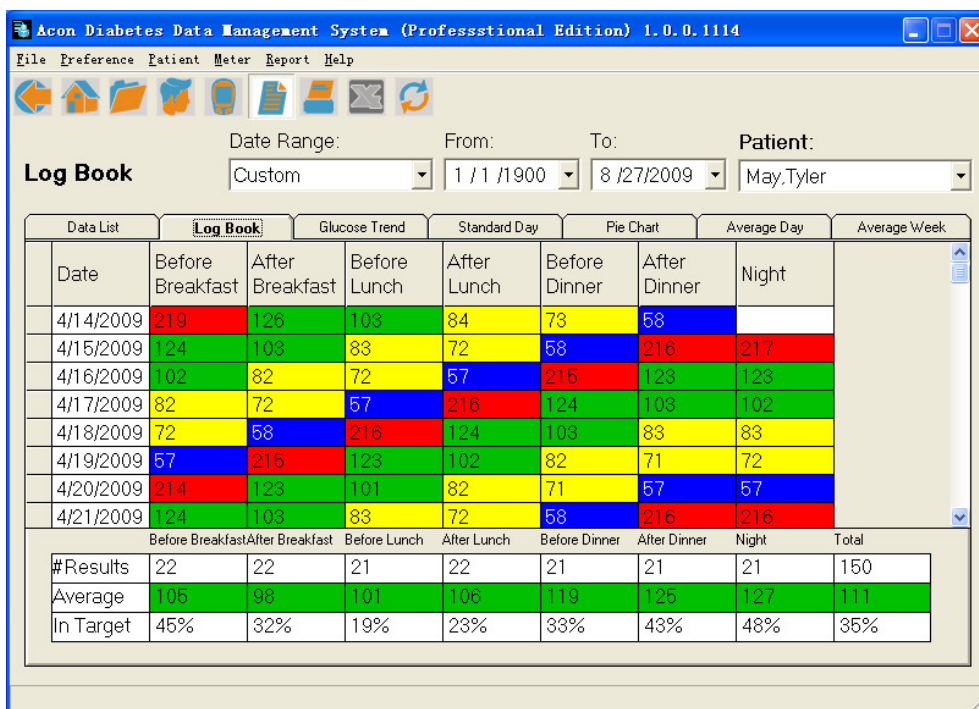 Acon Diabetes Data Management System (Professstional Edition) 1.0.0.1114
File Preference Patient Meter Report Help
Date Range: From: To: Patient:
Log Book Custom 1 / 1 /1900 8 /27/2009 May,Tyler
Data List Log Book Glucose Trend Standard Day Pie Chart Average Day Average Week
Date Before Breakfast After Breakfast Before Lunch After Lunch Before Dinner After Dinner Night
4/14/2009 219 126 103 84 73 58
4/15/2009 124 103 83 72 58 216 217
4/16/2009 102 82 72 57 215 123 123
4/17/2009 82 72 57 216 124 103 102
4/18/2009 72 58 216 124 103 83 83
4/19/2009 57 215 123 102 82 71 72
4/20/2009 214 123 101 82 71 57 57
4/21/2009 124 103 83 72 58 216 216
Before Breakfast After Breakfast Before Lunch After Lunch Before Dinner After Dinner Night Total
#Results 22 22 21 22 21 21 21 150
Average 105 98 101 106 119 125 127 111
In Target 45% 32% 19% 23% 33% 43% 48% 35%